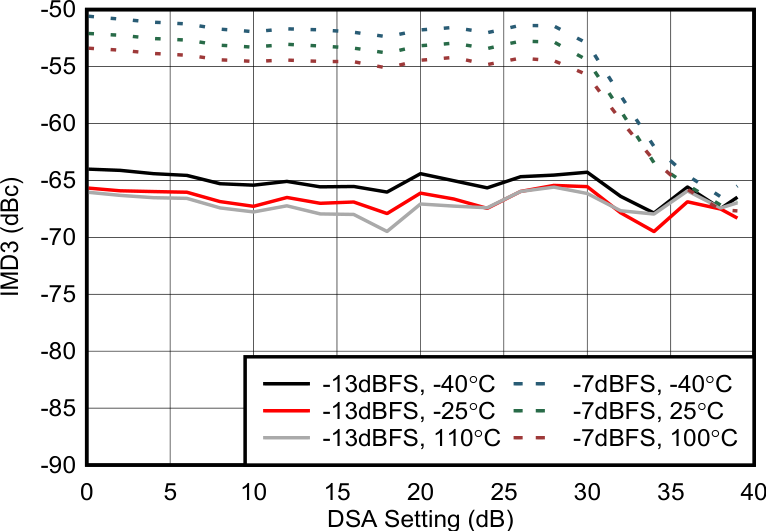 -50
-55
-60
-65
-70
-75
-80
-85
-90
IMD3 (dBc)
-13dBFS, -40°C
-7dBFS, -40°C
-13dBFS, -25°C
-7dBFS, 25°C
-13dBFS, 110°C
-7dBFS, 100°C
0 5 10 15 20 25 30 35 40
DSA Setting (dB)